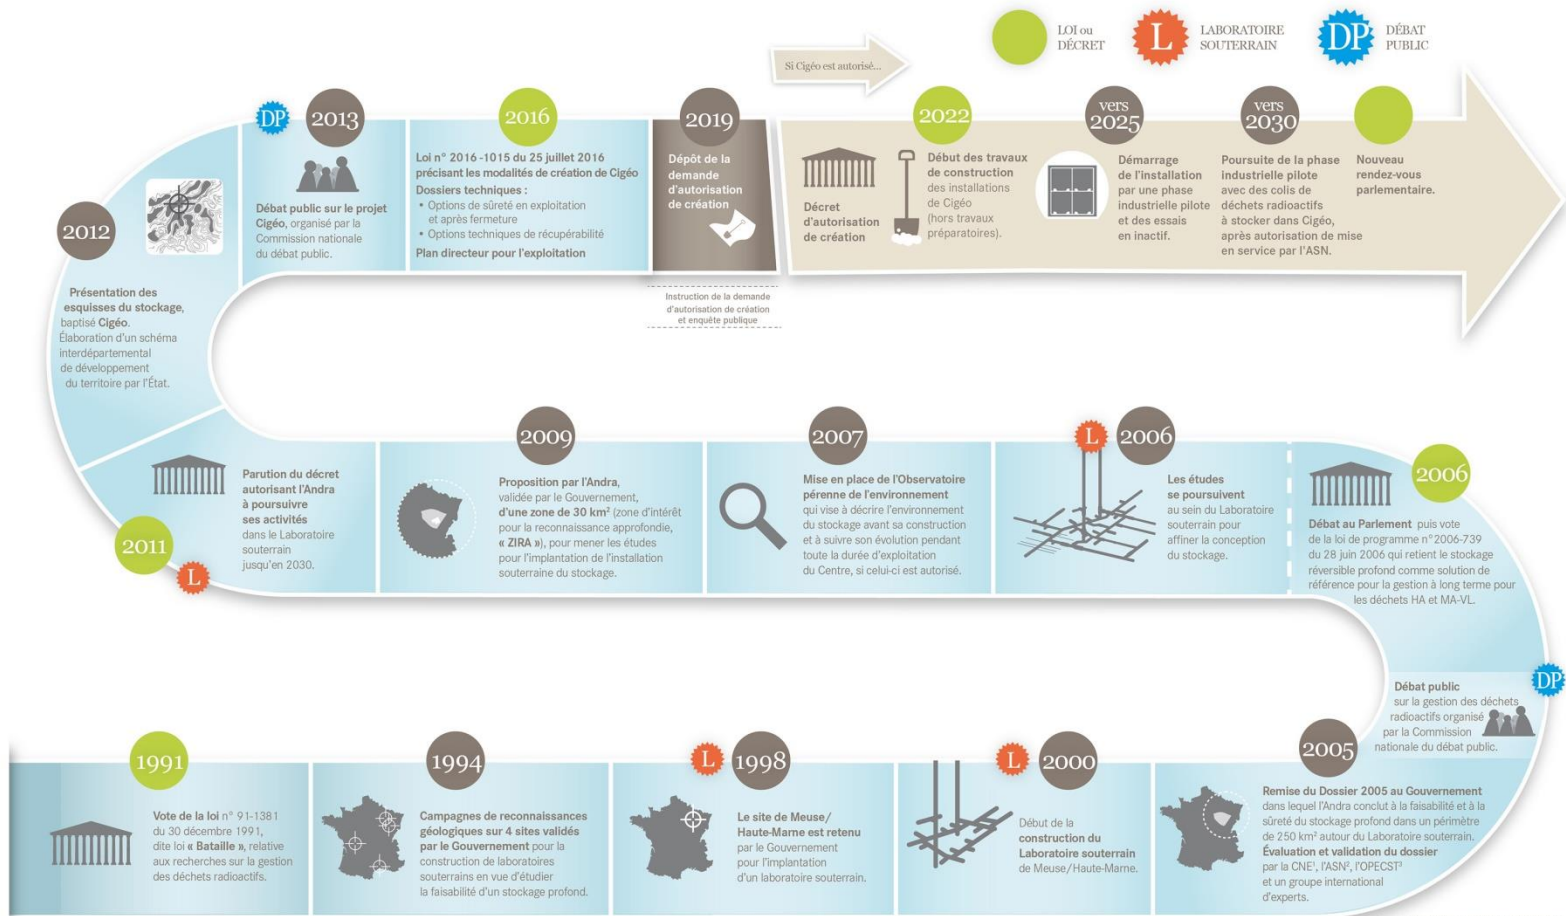 LOI ou
DÉCRET
L
LABORATOIRE
SOUTERRAIN
DP
DÉBAT
PUBLIC
Si Cigéo est autorisé...
1991
Vote de la loi n° 91-1381
du 30 décembre 1991,
dite loi « Bataille », relative
aux recherches sur la gestion
des déchets radioactifs.
1994
Campagnes de reconnaissances
géologiques sur 4 sites validés
par le Gouvernement pour la
construction de laboratoires
souterrains en vue d'étudier
la faisabilité d'un stockage profond.
L
1998
Le site de Meuse/
Haute-Marne est retenu
par le Gouvernement
pour l'implantation
d'un laboratoire souterrain.
L
2000
Début de la
construction du
Laboratoire souterrain
de Meuse/Haute-Marne.
2005
Remise du Dossier 2005 au Gouvernement
dans lequel l'Andra conclut à la faisabilité et à la
sûreté du stockage profond dans un périmètre
de 250 km² autour du Laboratoire souterrain.
Évaluation et validation du dossier
par la CNE¹, l'ASN², l'OPECST³
et un groupe international
d'experts.
DP
Débat public
sur la gestion des déchets
radioactifs organisé
par la Commission
nationale du débat public.
2006
Débat au Parlement puis vote
de la loi de programme n°2006-739
du 28 juin 2006 qui retient le stockage
réversible profond comme solution de
référence pour la gestion à long terme pour
les déchets HA et MA-VL.
L
2006
Les études
se poursuivent
au sein du Laboratoire
souterrain pour
affiner la conception
du stockage.
2007
Mise en place de l'Observatoire
pérenne de l'environnement
qui vise à décrire l'environnement
du stockage avant sa construction
et à suivre son évolution pendant
toute la durée d'exploitation
du Centre, si celui-ci est autorisé.
2009
Proposition par l'Andra,
validée par le Gouvernement,
d'une zone de 30 km² (zone d'intérêt
pour la reconnaissance approfondie,
« ZIRA »), pour mener les études
pour l'implantation de l'installation
souterraine du stockage.
2011
L
Parution du décret
autorisant l'Andra
à poursuivre
ses activités
dans le Laboratoire
souterrain
jusqu'en 2030.
2012
Présentation des
esquisses du stockage,
baptisé Cigéo.
Élaboration d'un schéma
interdépartemental
de développement
du territoire par l'État.
DP
2013
Débat public sur le projet
Cigéo, organisé par la
Commission nationale
du débat public.
2016
Loi n° 2016 -1015 du 25 juillet 2016
précisant les modalités de création de Cigéo
Dossiers techniques :
• Options de sûreté en exploitation
et après fermeture
• Options techniques de récupérabilité
Plan directeur pour l'exploitation
2019
Dépôt de la
demande
d'autorisation
de création
Instruction de la demande
d'autorisation de création
et enquête publique
Décret
d'autorisation
de création
2022
Début des travaux
de construction
des installations
de Cigéo
(hors travaux
préparatoires).
vers
2025
Démarrage
de l'installation
par une phase
industrielle pilote
et des essais
en inactif.
vers
2030
Poursuite de la phase
industrielle pilote
avec des colis de
déchets radioactifs
à stocker dans Cigéo,
après autorisation de mise
en service par l'ASN.
Nouveau
rendez-vous
parlementaire.